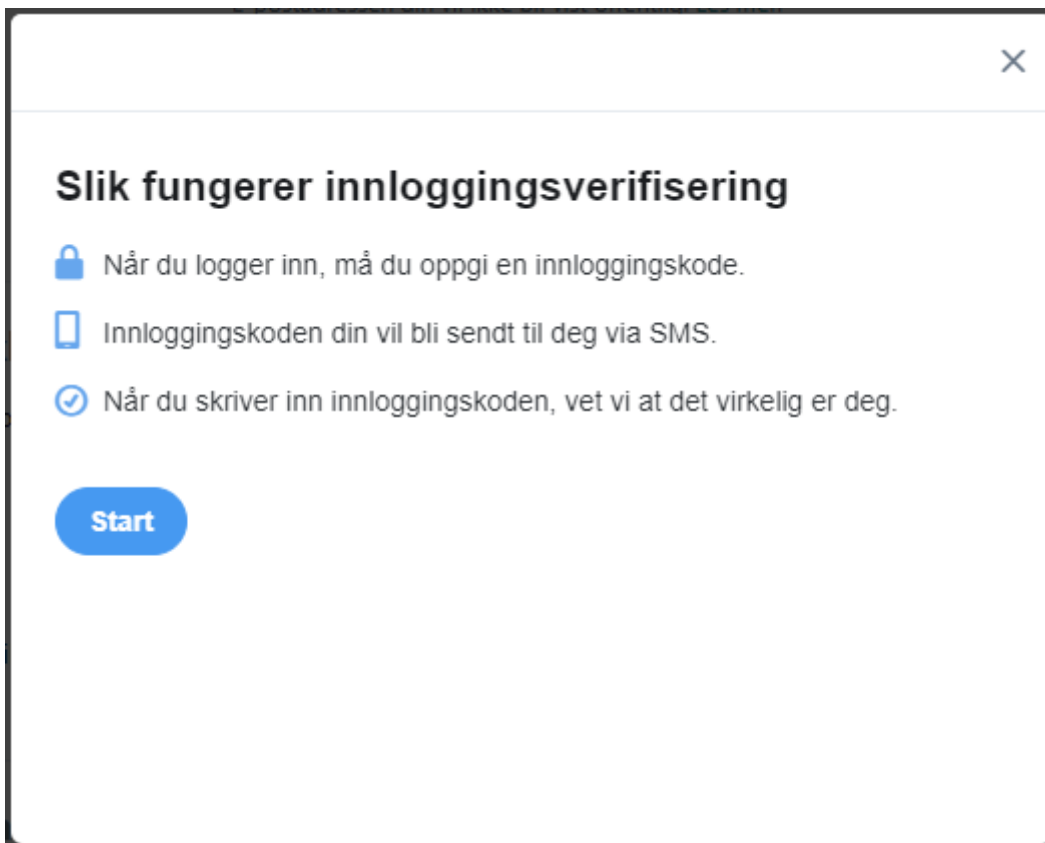 Slik fungerer innloggingsverifisering
Når du logger inn, må du oppgi en innloggingskode.
Innloggingskoden din vil bli sendt til deg via SMS.
Når du skriver inn innloggingskoden, vet vi at det virkelig er deg.
Start